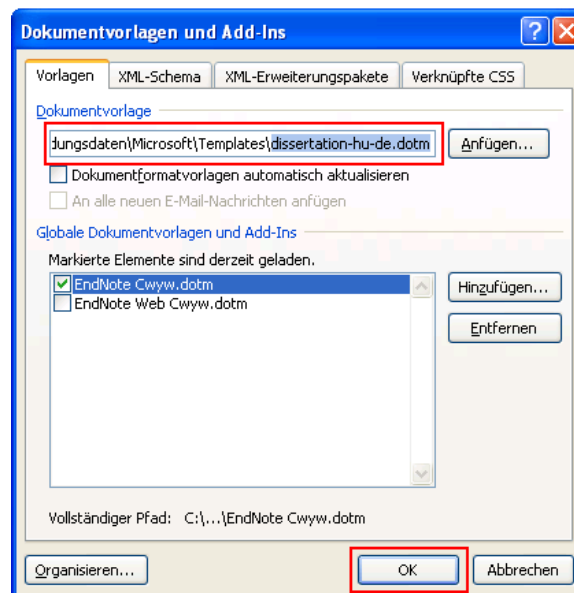 Dokumentvorlagen und Add-Ins
Vorlagen XML-Schema XML-Erweiterungspakete Verknüpfte CSS
Dokumentvorlage
dungsdaten\Microsoft\Templates\dissertation-hu-de.dotm Anfügen...
Dokumentformatvorlagen automatisch aktualisieren
An alle neuen E-Mail-Nachrichten anfügen
Globale Dokumentvorlagen und Add-Ins
Markierte Elemente sind derzeit geladen.
EndNote Cwyw.dotm Hinzufügen...
EndNote Web Cwyw.dotm
Entfernen
Vollständiger Pfad: C:\...\EndNote Cwyw.dotm
Organisieren... OK Abbrechen